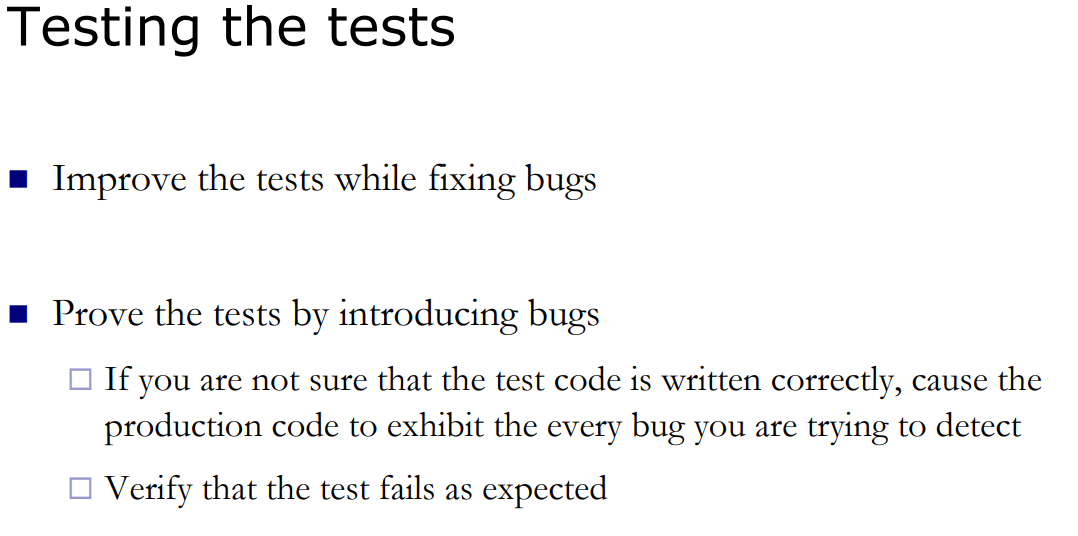 Testing the tests
Improve the tests while fixing bugs
Prove the tests by introducing bugs
If you are not sure that the test code is written correctly, cause the
production code to exhibit the every bug you are trying to detect
Verify that the test fails as expected